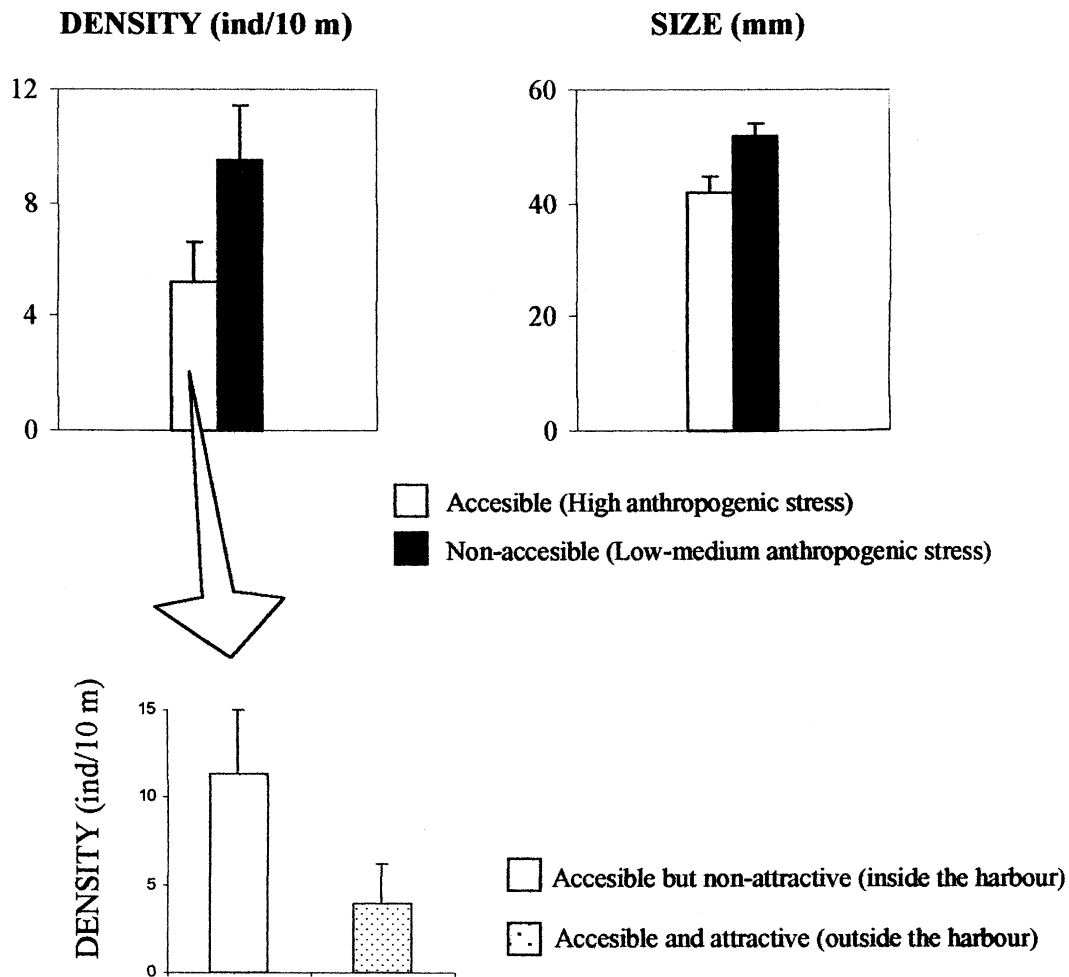 DENSITY (ind/10 m)
SIZE (mm)
12
8
4
0
60
40
20
0
Accesible (High anthropogenic stress)
Non-accesible (Low-medium anthropogenic stress)
DENSITY (ind/10 m)
15
10
5
0
Accesible but non-attractive (inside the harbour)
Accesible and attractive (outside the harbour)